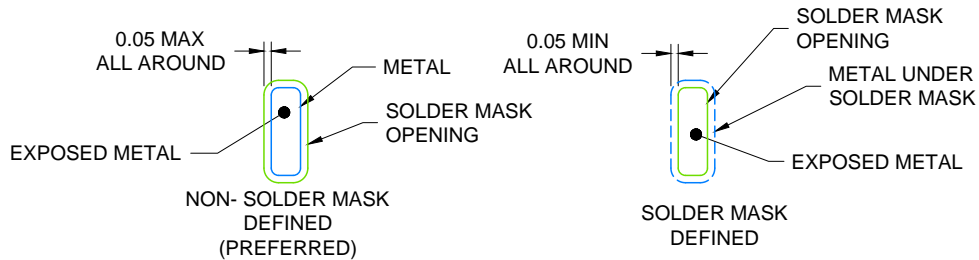 0.05 MAX
ALL AROUND
METAL
SOLDER MASK
OPENING
EXPOSED METAL
NON- SOLDER MASK
DEFINED
(PREFERRED)
0.05 MIN
ALL AROUND
SOLDER MASK
OPENING
METAL UNDER
SOLDER MASK
EXPOSED METAL
SOLDER MASK
DEFINED